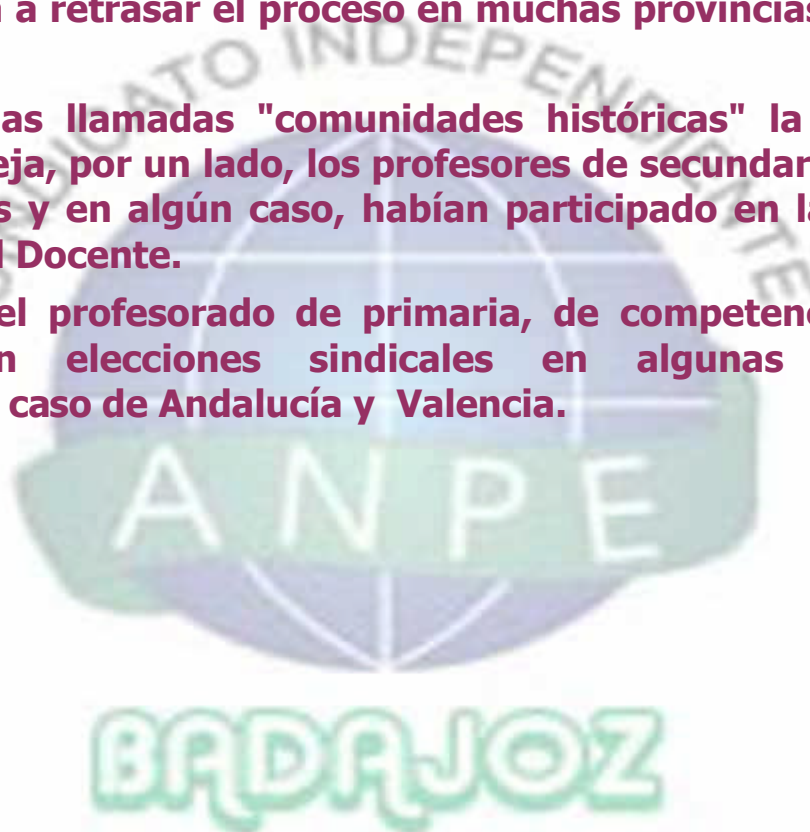 a retrasar el proceso en muchas provincias
SINDICATO INDEPENDIENTE
as llamadas "comunidades históricas" la
eja, por un lado, los profesores de secundar
s y en algún caso, habían participado en la
l Docente.
el profesorado de primaria, de competenc
n elecciones sindicales en algunas
caso de Andalucía y Valencia.
ANPE
BADAJOZ